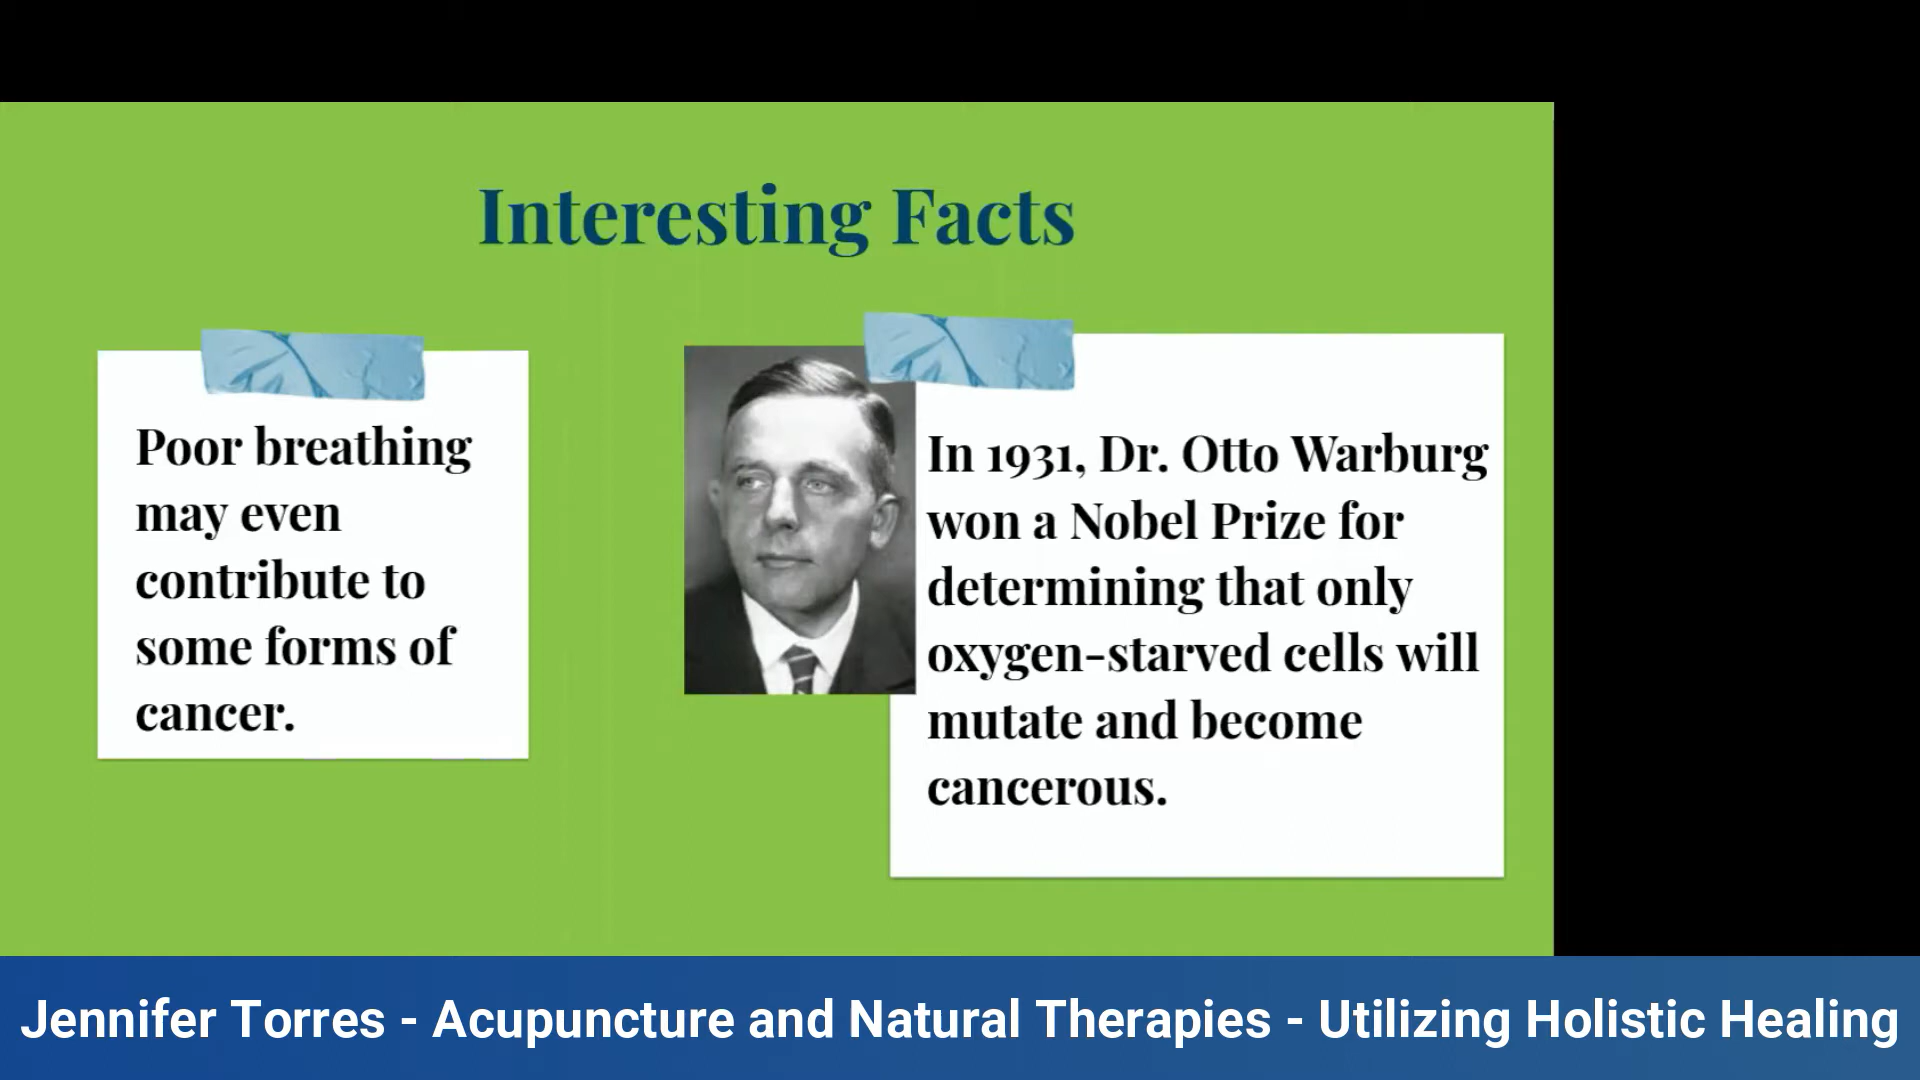 Interesting Facts
Poor breathing
may even
contribute to
some forms of
cancer.
In 1931, Dr. Otto Warburg
won a Nobel Prize for
determining that only
oxygen-starved cells will
mutate and become
cancerous.
Jennifer Torres - Acupuncture and Natural Therapies - Utilizing Holistic Healing